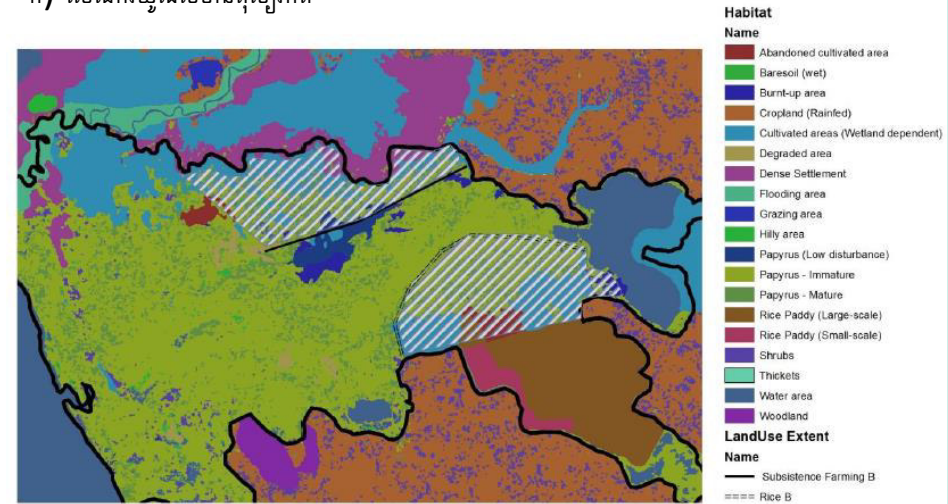 Habitat
Name
Abandoned cultivated area
Baresoil (wet)
Burnt-up area
Cropland (Rainfed)
Cultivated areas (Wetland dependent)
Degraded area
Dense Settlement
Flooding area
Grazing area
Hilly area
Papyrus (Low disturbance)
Papyrus - Immature
Papyrus - Mature
Rice Paddy (Large-scale)
Rice Paddy (Small-scale)
Shrubs
Thickets
Water area
Woodland
LandUse Extent
Name
Subsistence Farming B
Rice B